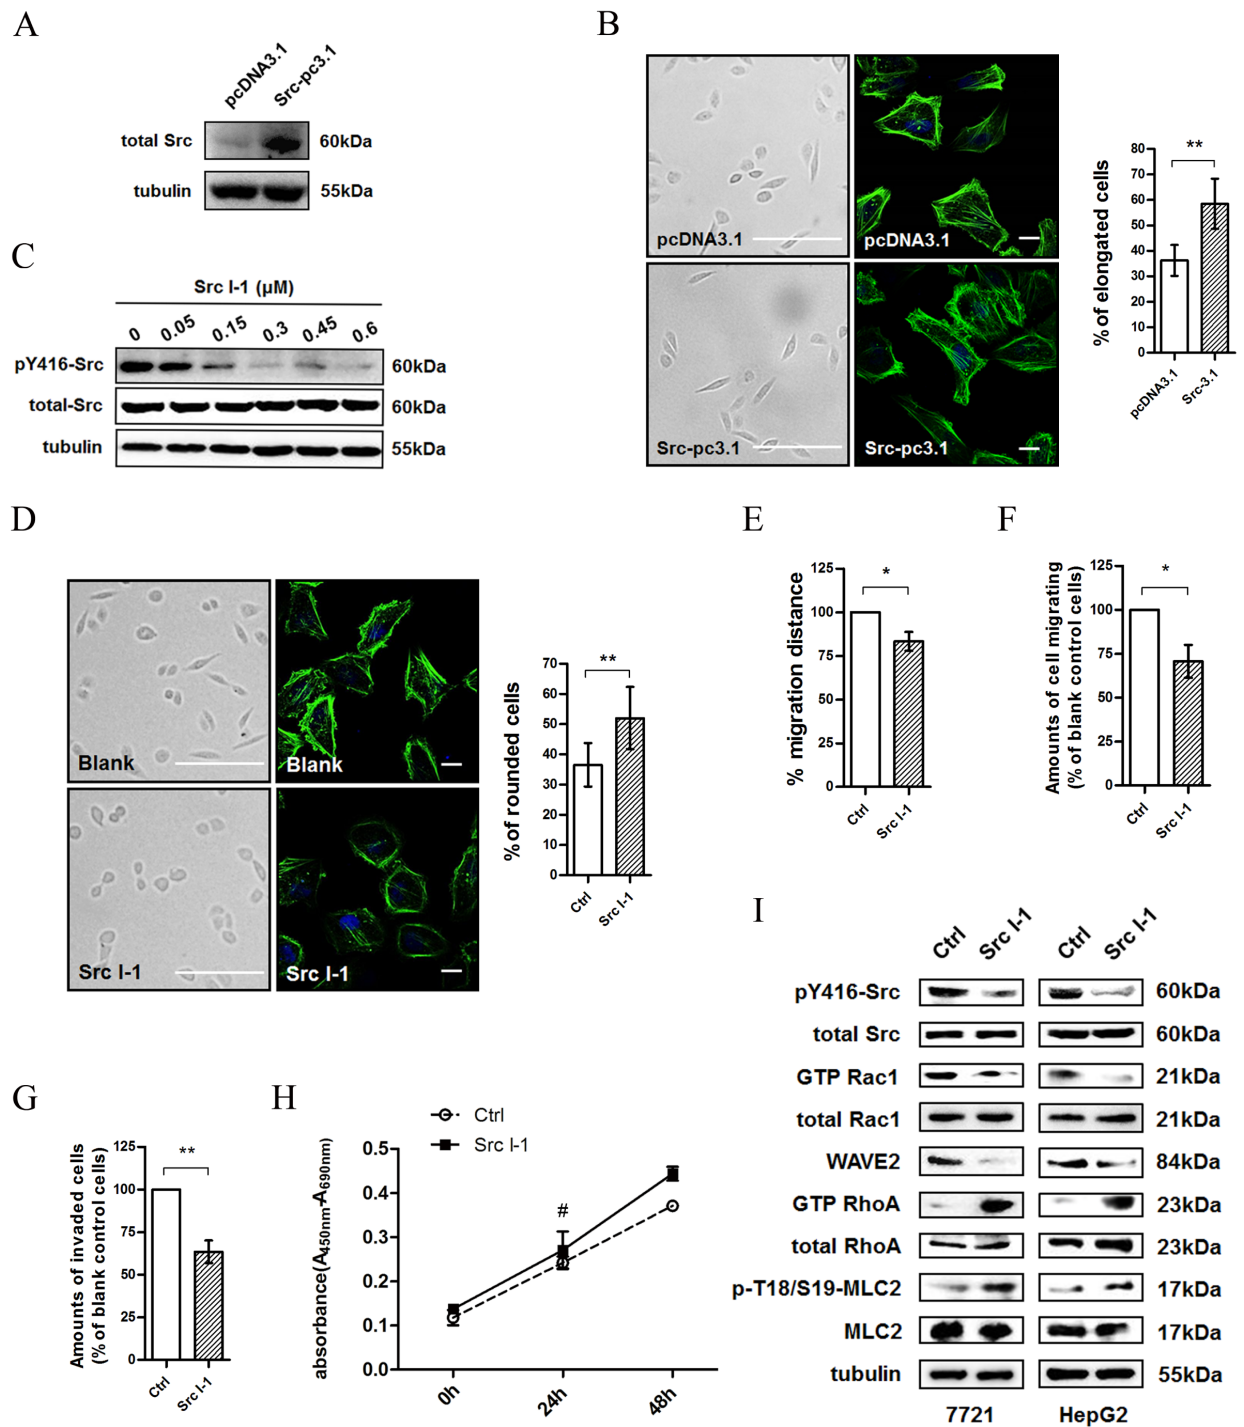 A
pcDNA3.1
Src-pc3.1
total Src
60kDa
tubulin
55kDa
B
pcDNA3.1
pcDNA3.1
Src-pc3.1
Src-pc3.1
% of elongated cells
80
70
60
50
40
30
20
10
0
**
pcDNA3.1
Src-3.1
C
Src I-1 (μM)
0 0.05 0.15 0.3 0.45 0.6
pY416-Src
60kDa
total-Src
60kDa
tubulin
55kDa
D
Blank
Blank
Src I-1
Src I-1
% of rounded cells
70
60
50
40
30
20
10
0
**
Ctrl
Src I-1
E
% migration distance
125
100
75
50
25
0
*
Ctrl
Src I-1
F
Amounts of cell migrating
(% of blank control cells)
125
100
75
50
25
0
*
Ctrl
Src I-1
G
Amounts of invaded cells
(% of blank control cells)
125
100
75
50
25
0
**
Ctrl
Src I-1
H
Ctrl
Src I-1
absorbance(A450nm-A690nm)
0.5
0.4
0.3
0.2
0.1
0.0
#
0h
24h
48h
I
Ctrl Src I-1 Ctrl Src I-1
pY416-Src 60kDa
total Src 60kDa
GTP Rac1 21kDa
total Rac1 21kDa
WAVE2 84kDa
GTP RhoA 23kDa
total RhoA 23kDa
p-T18/S19-MLC2 17kDa
MLC2 17kDa
tubulin 55kDa
7721 HepG2